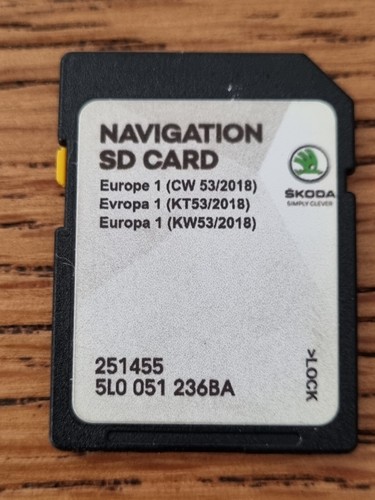 NAVIGATION
SD CARD
Europe 1 (CW 53/2018)
Evropa 1 (KT53/2018)
Europa 1 (KW53/2018)
ŠKODA
SIMPLY CLEVER
251455
5L0 051 236BA
>LOCK